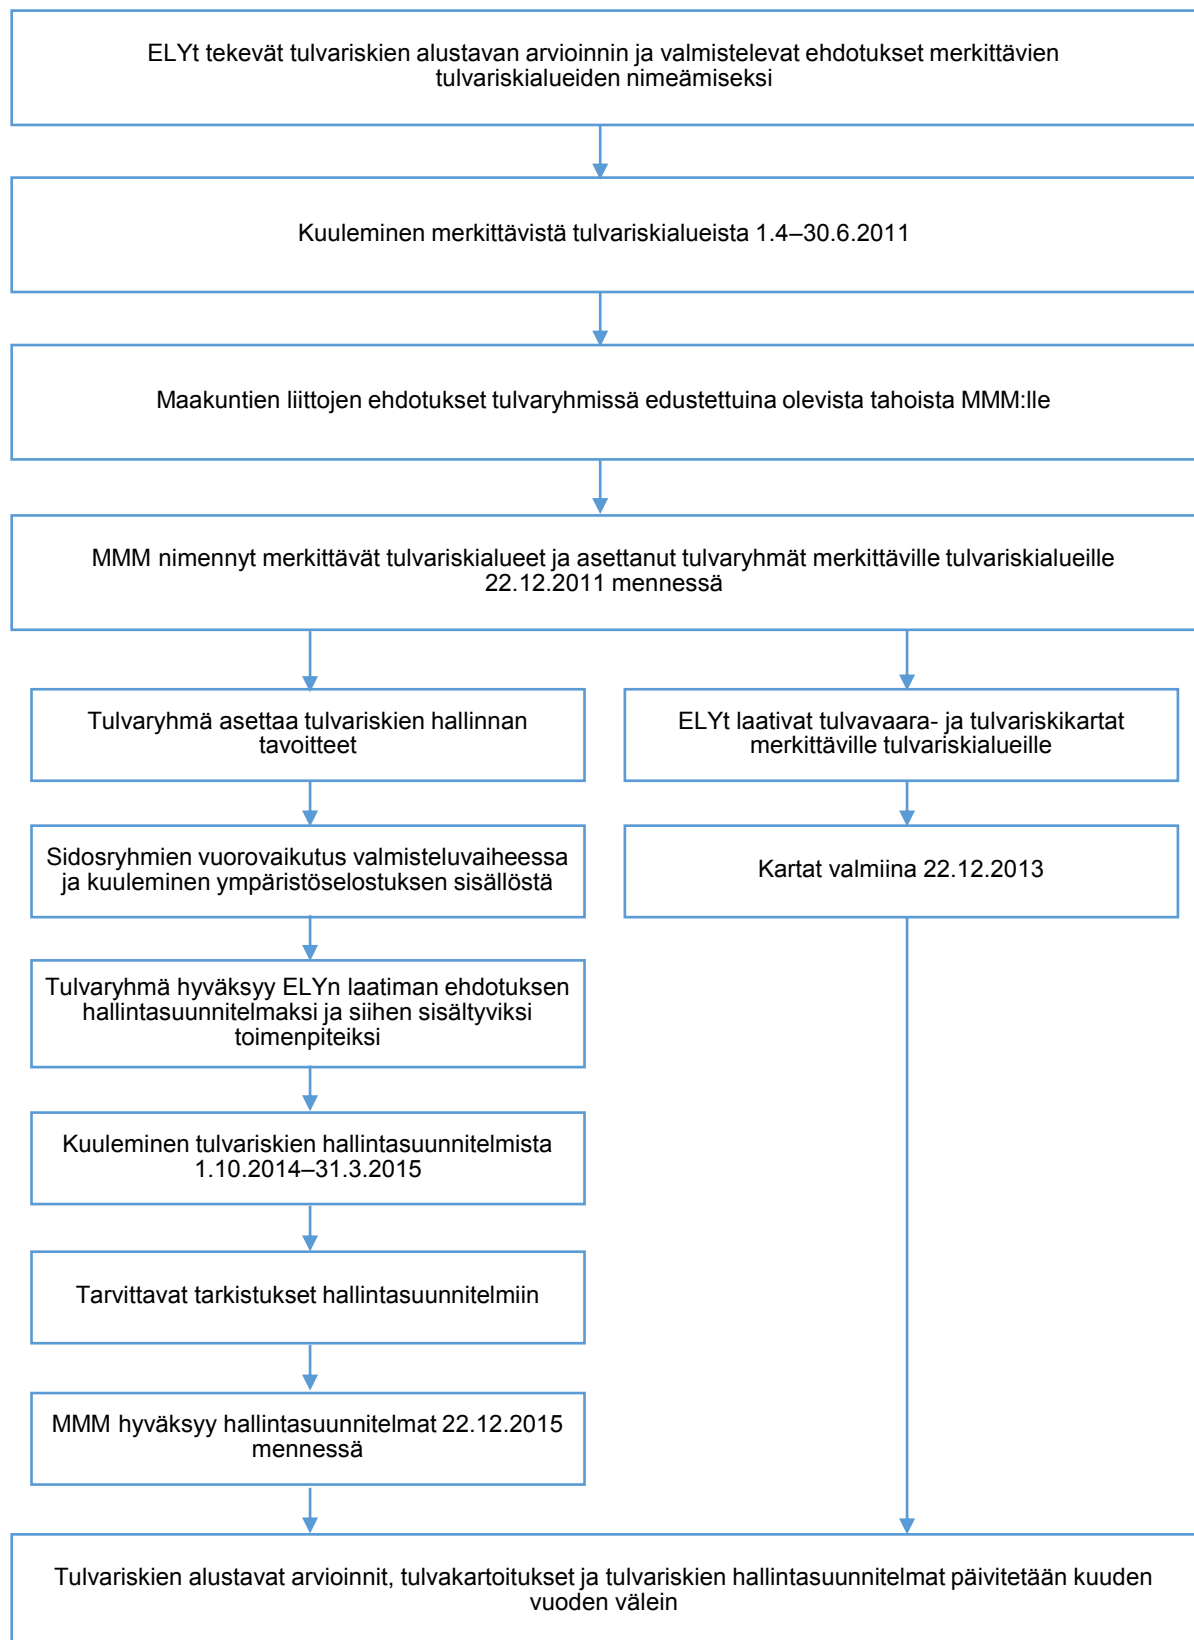 ELYt tekevät tulvariskien alustavan arvioinnin ja valmistelevat ehdotukset merkittävien
tulvariskialueiden nimeämiseksi
Kuuleminen merkittävistä tulvariskialueista 1.4–30.6.2011
Maakuntien liittojen ehdotukset tulvaryhmissä edustettuina olevista tahoista MMM:lle
MMM nimennyt merkittävät tulvariskialueet ja asettanut tulvaryhmät merkittäville tulvariskialueille
22.12.2011 mennessä
Tulvaryhmä asettaa tulvariskien hallinnan
tavoitteet
Sidosryhmien vuorovaikutus valmisteluvaiheessa
ja kuuleminen ympäristöselostuksen sisällöstä
Tulvaryhmä hyväksyy ELYn laatiman ehdotuksen
hallintasuunnitelmaksi ja siihen sisältyviksi
toimenpiteiksi
Kuuleminen tulvariskien hallintasuunnitelmista
1.10.2014–31.3.2015
Tarvittavat tarkistukset hallintasuunnitelmiin
MMM hyväksyy hallintasuunnitelmat 22.12.2015
mennessä
ELYt laativat tulvavaara- ja tulvariskikartat
merkittäville tulvariskialueille
Kartat valmiina 22.12.2013
Tulvariskien alustavat arvioinnit, tulvakartoitukset ja tulvariskien hallintasuunnitelmat päivitetään kuuden
vuoden välein